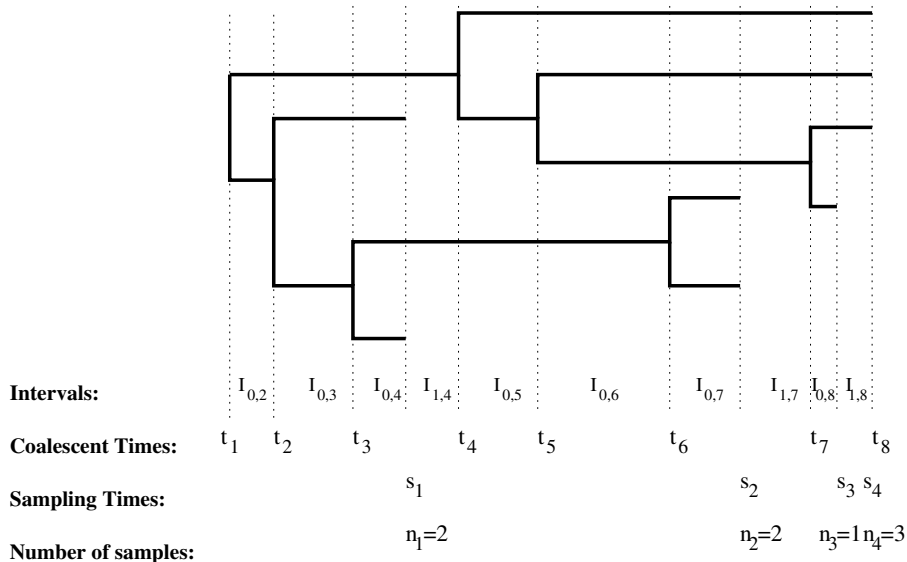 Intervals: I0,2 I0,3 I0,4 I1,4 I0,5 I0,6 I0,7 I1,7 I0,8 I1,8
Coalescent Times: t1 t2 t3 t4 t5 t6 t7 t8
Sampling Times: s1 s2 s3 s4
Number of samples: n1=2 n2=2 n3=1 n4=3